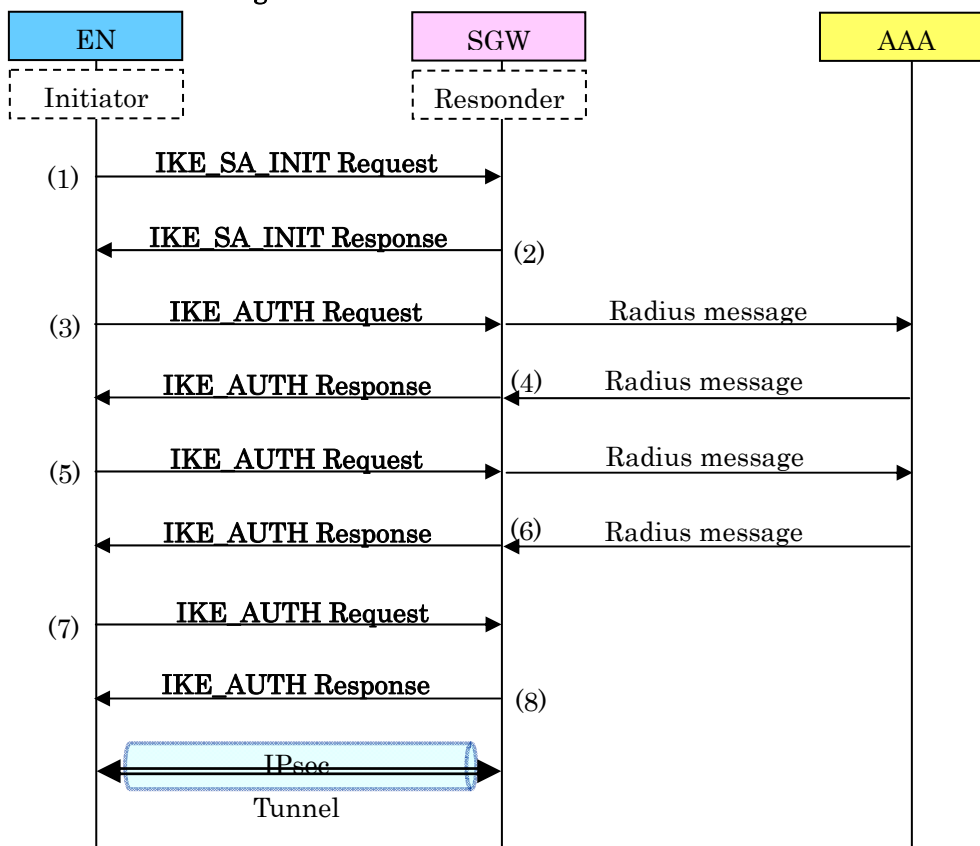 EN SGW AAA
Initiator Responder
IKE_SA_INIT Request
(1)
IKE_SA_INIT Response
(2)
IKE_AUTH Request Radius message
(3)
IKE_AUTH Response (4) Radius message
IKE_AUTH Request Radius message
(5)
IKE_AUTH Response (6) Radius message
IKE_AUTH Request
(7)
IKE_AUTH Response
(8)
IPsec
Tunnel